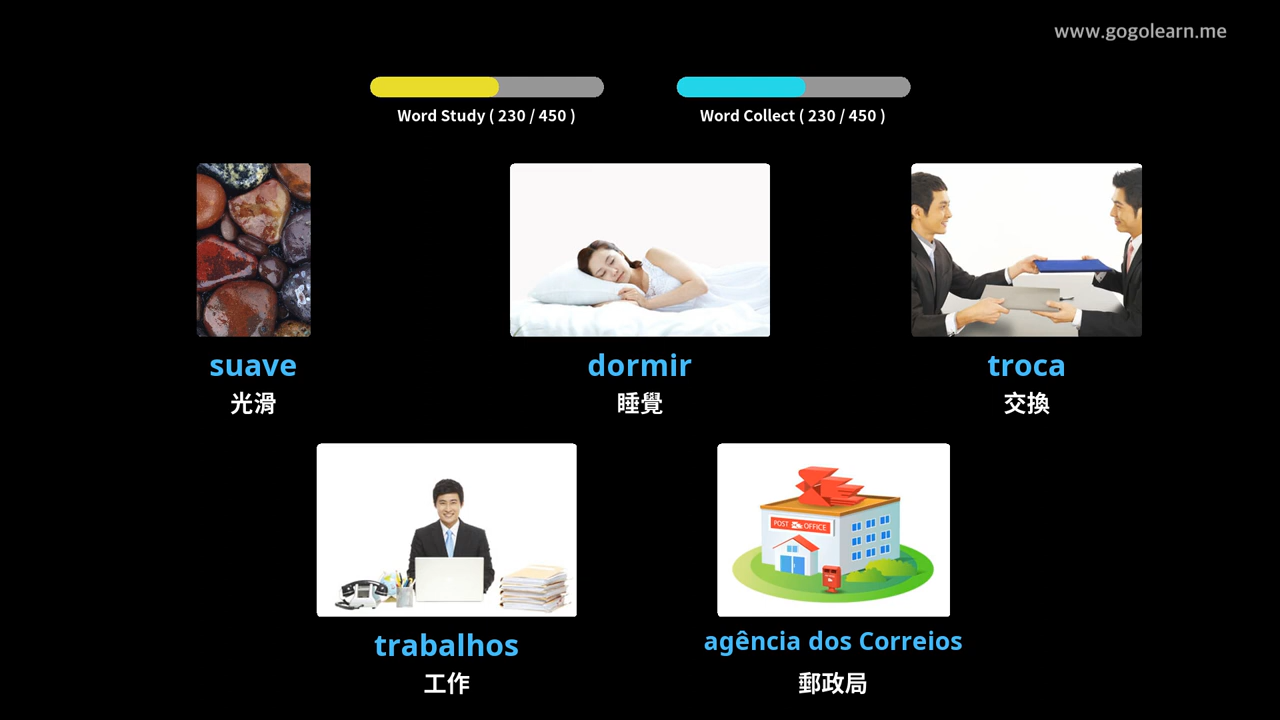 www.gogolearn.me
Word Study ( 230 / 450 )
Word Collect ( 230 / 450 )
suave
光滑
dormir
睡覺
troca
交換
POST OFFICE
trabalhos
工作
agência dos Correios
郵政局